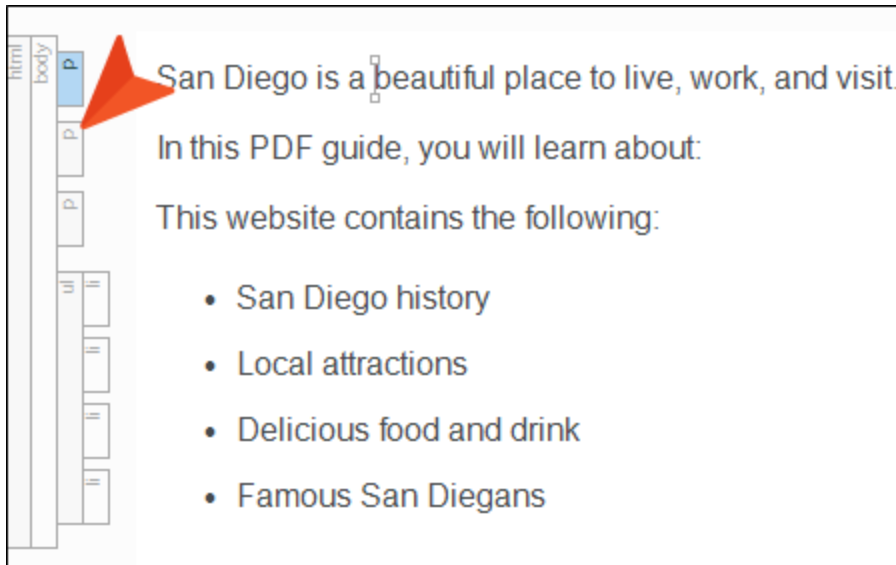 html
body
p
San Diego is a beautiful place to live, work, and visit.
p
In this PDF guide, you will learn about:
p
This website contains the following:
ul
li
• San Diego history
li
• Local attractions
li
• Delicious food and drink
li
• Famous San Diegans